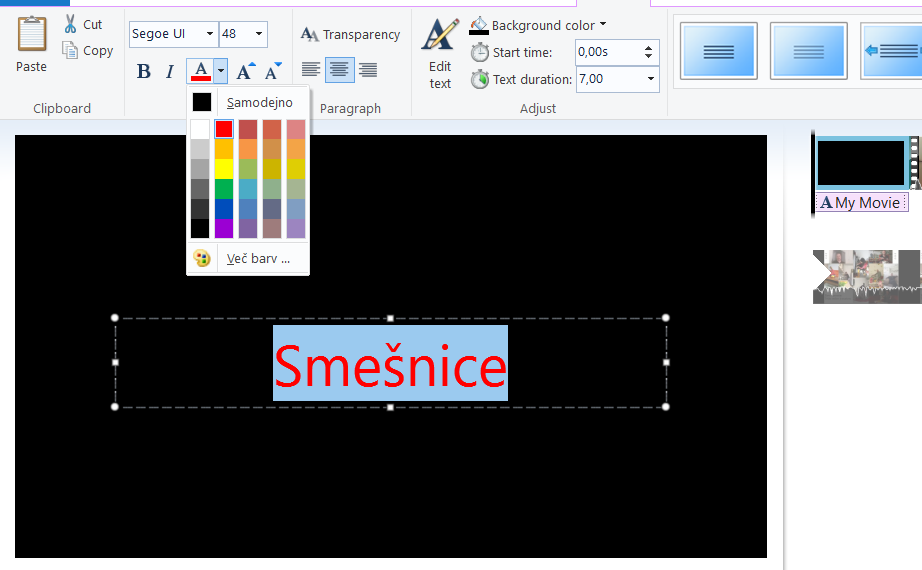 Paste
Cut
Copy
Clipboard
Segoe UI
48
B I A A A
Samodejno
Več barv ...
Transparency
Paragraph
Edit
text
Background color
Start time:
0,00s
Text duration:
7,00
Adjust
Smešnice
A My Movie